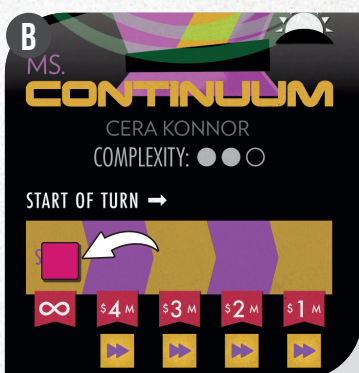 B
MS.
CONTINUUM
CERA KONNOR
COMPLEXITY:
START OF TURN ➡
∞ $4M $3M $2M $1M